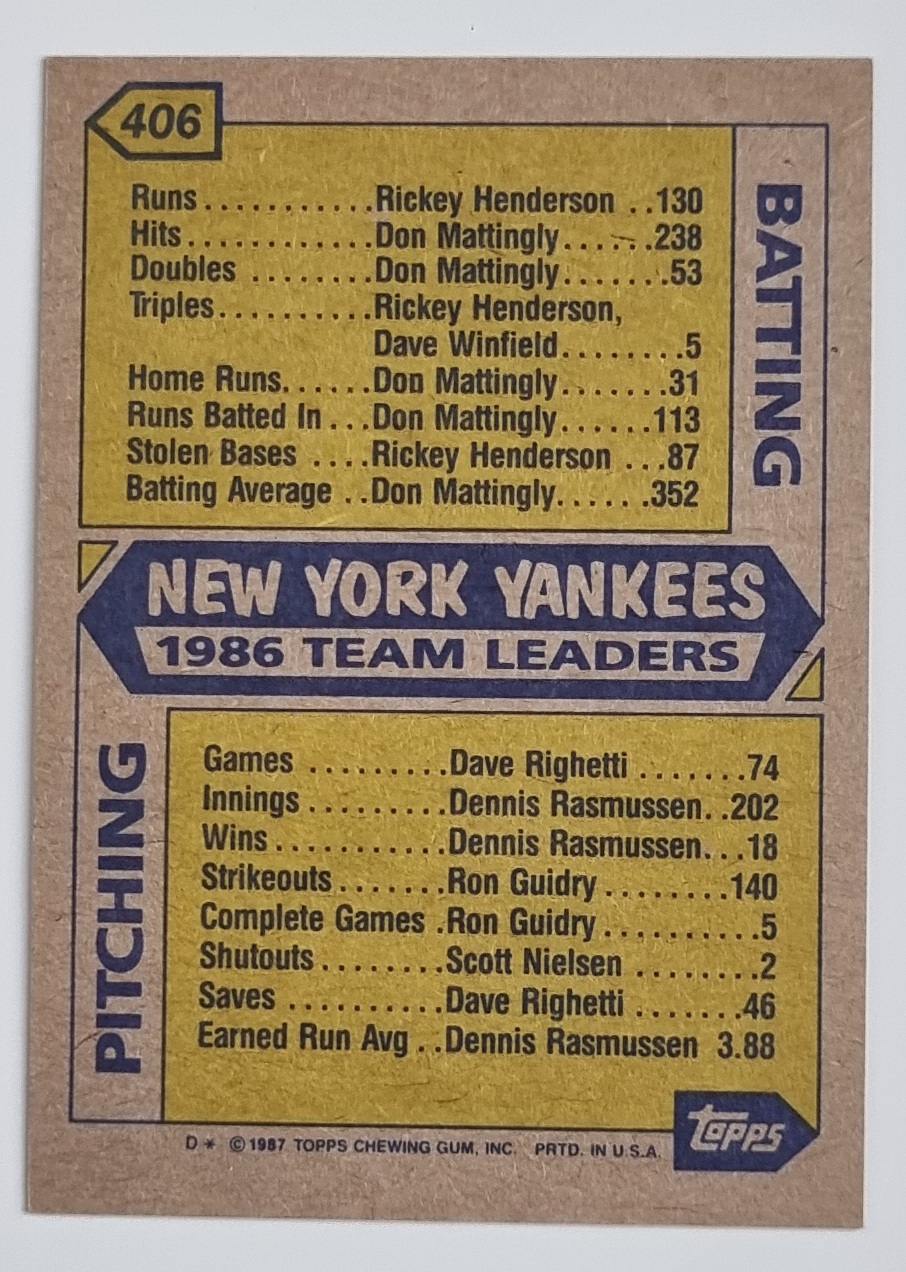 406
BATTING
Runs...........Rickey Henderson ..130
Hits............Don Mattingly......238
Doubles ........Don Mattingly.......53
Triples..........Rickey Henderson,
Dave Winfield........5
Home Runs......Don Mattingly.......31
Runs Batted In...Don Mattingly......113
Stolen Bases ....Rickey Henderson ...87
Batting Average ..Don Mattingly......352
NEW YORK YANKEES
1986 TEAM LEADERS
PITCHING
Games .........Dave Righetti .......74
Innings.........Dennis Rasmussen..202
Wins...........Dennis Rasmussen...18
Strikeouts.......Ron Guidry ........140
Complete Games .Ron Guidry..........5
Shutouts........Scott Nielsen ........2
Saves ..........Dave Righetti .......46
Earned Run Avg ..Dennis Rasmussen 3.88
topps
D * © 1987 TOPPS CHEWING GUM, INC. PRTD. IN U.S.A.